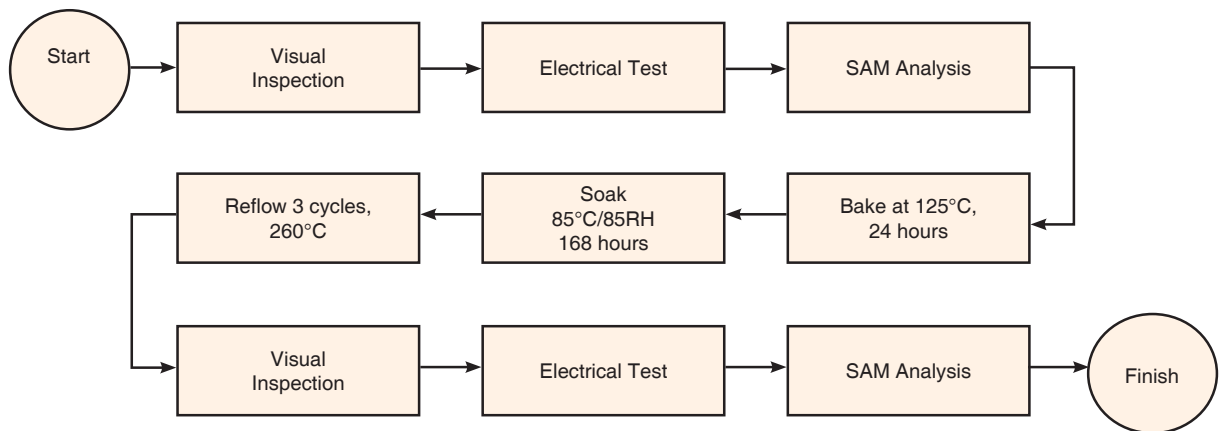 Start
Visual
Inspection
Electrical Test
SAM Analysis
Bake at 125°C,
24 hours
Soak
85°C/85RH
168 hours
Reflow 3 cycles,
260°C
Visual
Inspection
Electrical Test
SAM Analysis
Finish